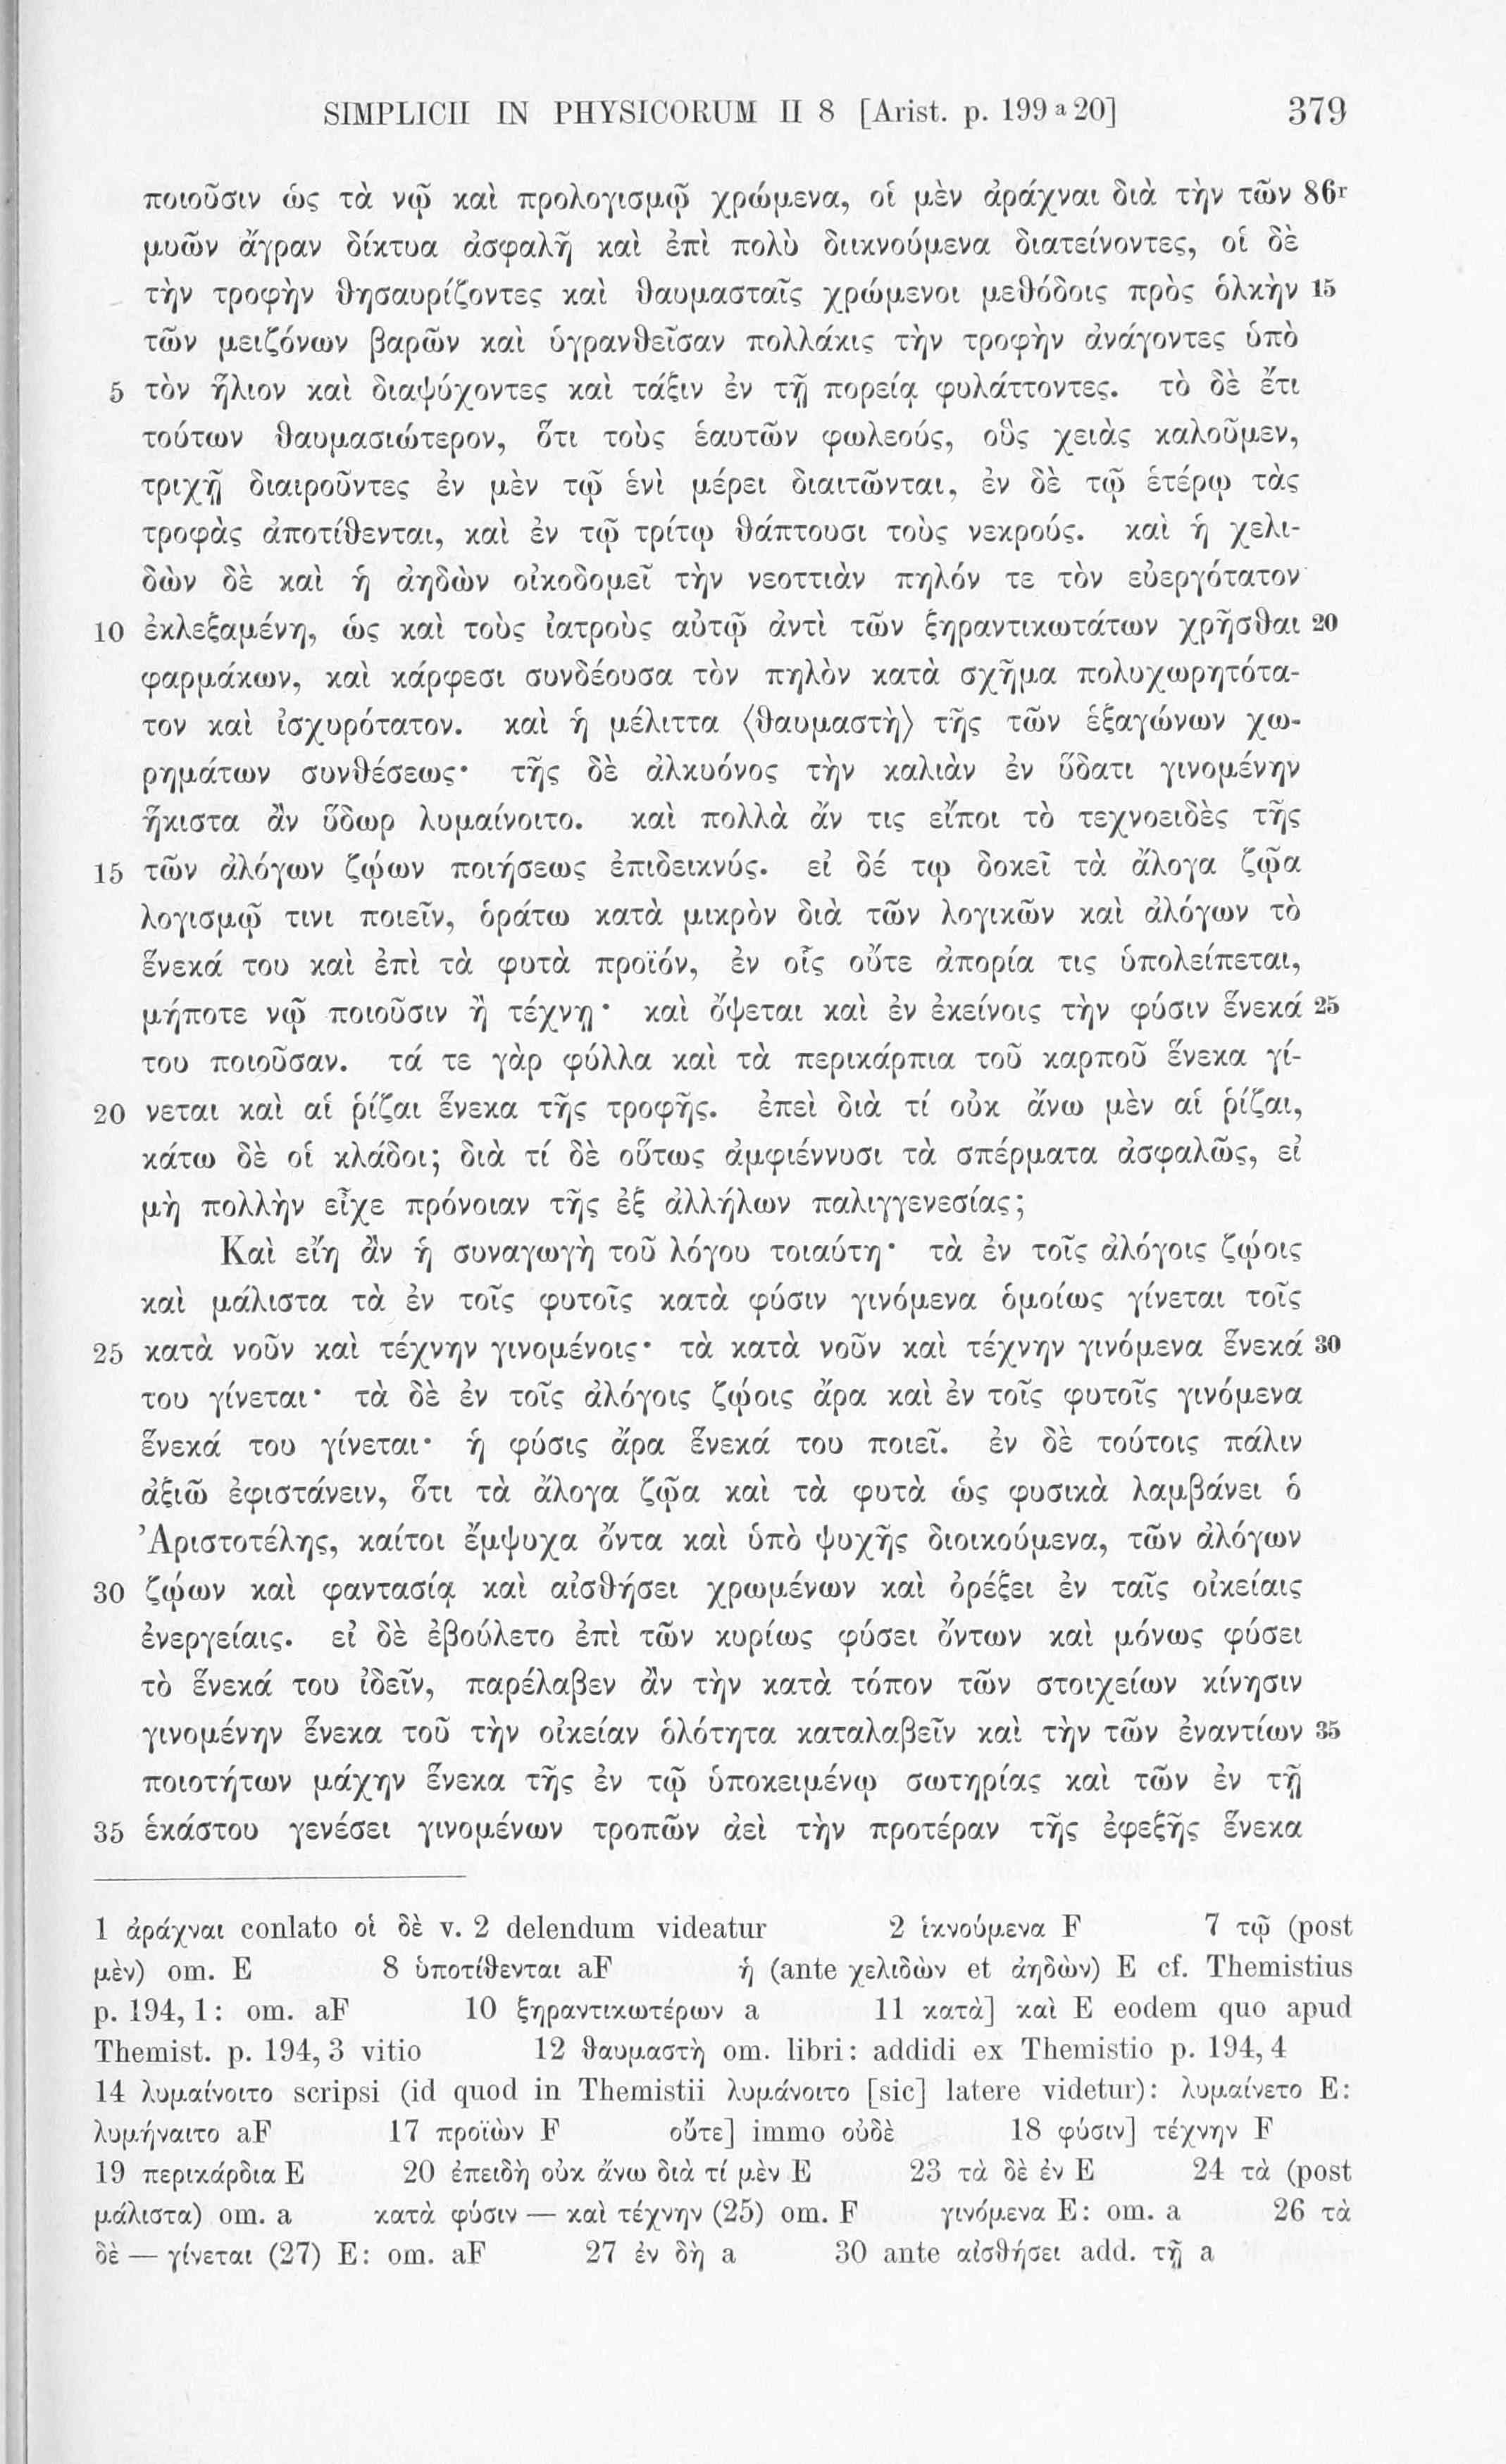 SIMPLICII IN PHYSICORUM II 8 [Arist. p. 199 a 20] 379
ποιοῦσιν ὡς τὰ νῷ καὶ προλογισμῷ χρώμενα, οἱ μὲν ἀράχναι διὰ τὴν τῶν 86r
μυῶν ἄγραν δίκτυα ἀσφαλῆ καὶ ἐπὶ πολὺ διικνούμενα διατείνοντες, οἱ δὲ
τὴν τροφὴν θησαυρίζοντες καὶ θαυμασταῖς χρώμενοι μεθόδοις πρὸς ὁλκὴν 15
τῶν μειζόνων βαρῶν καὶ ὑγρανθεῖσαν πολλάκις τὴν τροφὴν ἀνάγοντες ὑπὸ
5 τὸν ἥλιον καὶ διαψύχοντες καὶ τάξιν ἐν τῇ πορείᾳ φυλάττοντες. τὸ δὲ ἔτι
τούτων θαυμασιώτερον, ὅτι τοὺς ἑαυτῶν φωλεούς, οὓς χειὰς καλοῦμεν,
τριχῇ διαιροῦντες ἐν μὲν τῷ ἑνὶ μέρει διαιτῶνται, ἐν δὲ τῷ ἑτέρῳ τὰς
τροφὰς ἀποτίθενται, καὶ ἐν τῷ τρίτῳ θάπτουσι τοὺς νεκρούς. καὶ ἡ χελι-
δὼν δὲ καὶ ἡ ἀηδὼν οἰκοδομεῖ τὴν νεοττιὰν πηλόν τε τὸν εὐεργότατον
10 ἐκλεξαμένη, ὡς καὶ τοὺς ἰατροὺς αὐτῷ ἀντὶ τῶν ξηραντικωτάτων χρῆσθαι 20
φαρμάκων, καὶ κάρφεσι συνδέουσα τὸν πηλὸν κατὰ σχῆμα πολυχωρητότα-
τον καὶ ἰσχυρότατον. καὶ ἡ μέλιττα ⟨θαυμαστὴ⟩ τῆς τῶν ἑξαγώνων χω-
ρημάτων συνθέσεως· τῆς δὲ ἀλκυόνος τὴν καλιὰν ἐν ὕδατι γινομένην
ἥκιστα ἂν ὕδωρ λυμαίνοιτο. καὶ πολλὰ ἄν τις εἴποι τὸ τεχνοειδὲς τῆς
15 τῶν ἀλόγων ζῴων ποιήσεως ἐπιδεικνύς. εἰ δέ τῳ δοκεῖ τὰ ἄλογα ζῷα
λογισμῷ τινι ποιεῖν, ὁράτω κατὰ μικρὸν διὰ τῶν λογικῶν καὶ ἀλόγων τὸ
ἕνεκά του καὶ ἐπὶ τὰ φυτὰ προϊόν, ἐν οἷς οὔτε ἀπορία τις ὑπολείπεται,
μήποτε νῷ ποιοῦσιν ἢ τέχνῃ· καὶ ὄψεται καὶ ἐν ἐκείνοις τὴν φύσιν ἕνεκά 25
του ποιοῦσαν. τά τε γὰρ φύλλα καὶ τὰ περικάρπια τοῦ καρποῦ ἕνεκα γί-
20 νεται καὶ αἱ ῥίζαι ἕνεκα τῆς τροφῆς. ἐπεὶ διὰ τί οὐκ ἄνω μὲν αἱ ῥίζαι,
κάτω δὲ οἱ κλάδοι; διὰ τί δὲ οὕτως ἀμφιέννυσι τὰ σπέρματα ἀσφαλῶς, εἰ
μὴ πολλὴν εἶχε πρόνοιαν τῆς ἐξ ἀλλήλων παλιγγενεσίας;
Καὶ εἴη ἂν ἡ συναγωγὴ τοῦ λόγου τοιαύτη· τὰ ἐν τοῖς ἀλόγοις ζῴοις
καὶ μάλιστα τὰ ἐν τοῖς φυτοῖς κατὰ φύσιν γινόμενα ὁμοίως γίνεται τοῖς
25 κατὰ νοῦν καὶ τέχνην γινομένοις· τὰ κατὰ νοῦν καὶ τέχνην γινόμενα ἕνεκά 30
του γίνεται· τὰ δὲ ἐν τοῖς ἀλόγοις ζῴοις ἄρα καὶ ἐν τοῖς φυτοῖς γινόμενα
ἕνεκά του γίνεται· ἡ φύσις ἄρα ἕνεκά του ποιεῖ. ἐν δὲ τούτοις πάλιν
ἀξιῶ ἐφιστάνειν, ὅτι τὰ ἄλογα ζῷα καὶ τὰ φυτὰ ὡς φυσικὰ λαμβάνει ὁ
Ἀριστοτέλης, καίτοι ἔμψυχα ὄντα καὶ ὑπὸ ψυχῆς διοικούμενα, τῶν ἀλόγων
30 ζῴων καὶ φαντασίᾳ καὶ αἰσθήσει χρωμένων καὶ ὀρέξει ἐν ταῖς οἰκείαις
ἐνεργείαις. εἰ δὲ ἐβούλετο ἐπὶ τῶν κυρίως φύσει ὄντων καὶ μόνως φύσει
τὸ ἕνεκά του ἰδεῖν, παρέλαβεν ἂν τὴν κατὰ τόπον τῶν στοιχείων κίνησιν
γινομένην ἕνεκα τοῦ τὴν οἰκείαν ὁλότητα καταλαβεῖν καὶ τὴν τῶν ἐναντίων 35
ποιοτήτων μάχην ἕνεκα τῆς ἐν τῷ ὑποκειμένῳ σωτηρίας καὶ τῶν ἐν τῇ
35 ἑκάστου γενέσει γινομένων τροπῶν ἀεὶ τὴν προτέραν τῆς ἐφεξῆς ἕνεκα
1 ἀράχναι conlato οἱ δὲ v. 2 delendum videatur 2 ἱκνούμενα F 7 τῷ (post
μὲν) om. E 8 ὑποτίθενται aF ἡ (ante χελιδὼν et ἀηδὼν) E cf. Themistius
p. 194, 1: om. aF 10 ξηραντικωτέρων a 11 κατὰ] καὶ E eodem quo apud
Themist. p. 194, 3 vitio 12 θαυμαστὴ om. libri: addidi ex Themistio p. 194, 4
14 λυμαίνοιτο scripsi (id quod in Themistii λυμάνοιτο [sic] latere videtur): λυμαίνετο E:
λυμήναιτο aF 17 προϊὼν F οὔτε] immo οὐδὲ 18 φύσιν] τέχνην F
19 περικάρδια E 20 ἐπειδὴ οὐκ ἄνω διὰ τί μὲν E 23 τὰ δὲ ἐν E 24 τὰ (post
μάλιστα) om. a κατὰ φύσιν — καὶ τέχνην (25) om. F γινόμενα E: om. a 26 τὰ
δὲ — γίνεται (27) E: om. aF 27 ἐν δὴ a 30 ante αἰσθήσει add. τῇ a